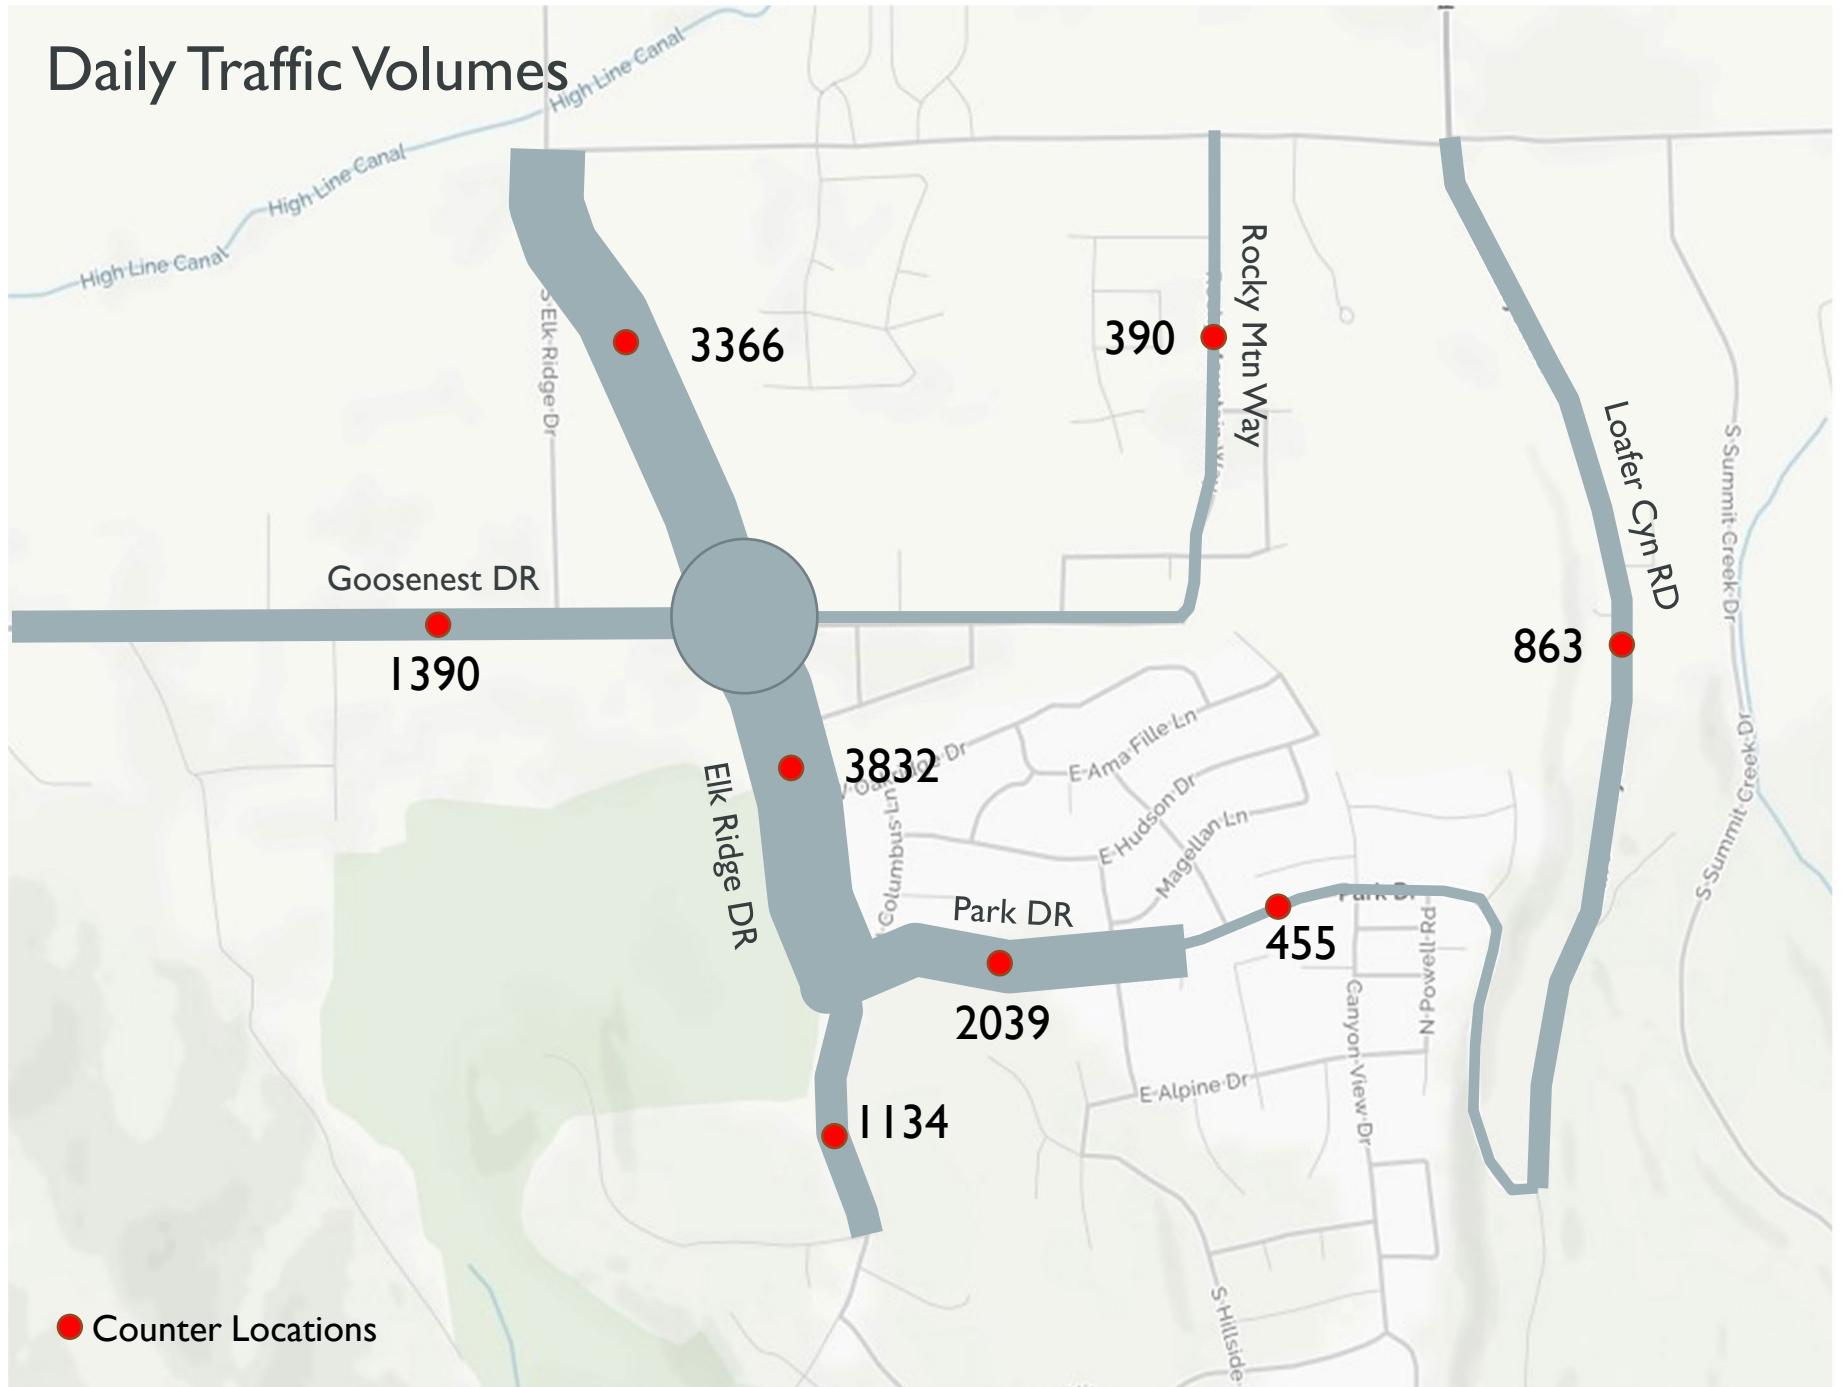 Daily Traffic Volumes
High Line Canal
High Line Canal
High Line Canal
S Elk Ridge Dr
3366
390
Rocky Mtn Way
Loafer Cyn RD
S Summit Creek Dr
Goosenest DR
1390
863
3832
Elk Ridge DR
E Ama Fille Ln
E Hudson Dr
Magellan Ln
S Summit Creek Dr
S Summit Creek Dr
Columbus Ln
Park DR
Park Dr
455
N Powell Rd
2039
Canyon View Dr
E Alpine Dr
1134
S Hillside
Counter Locations